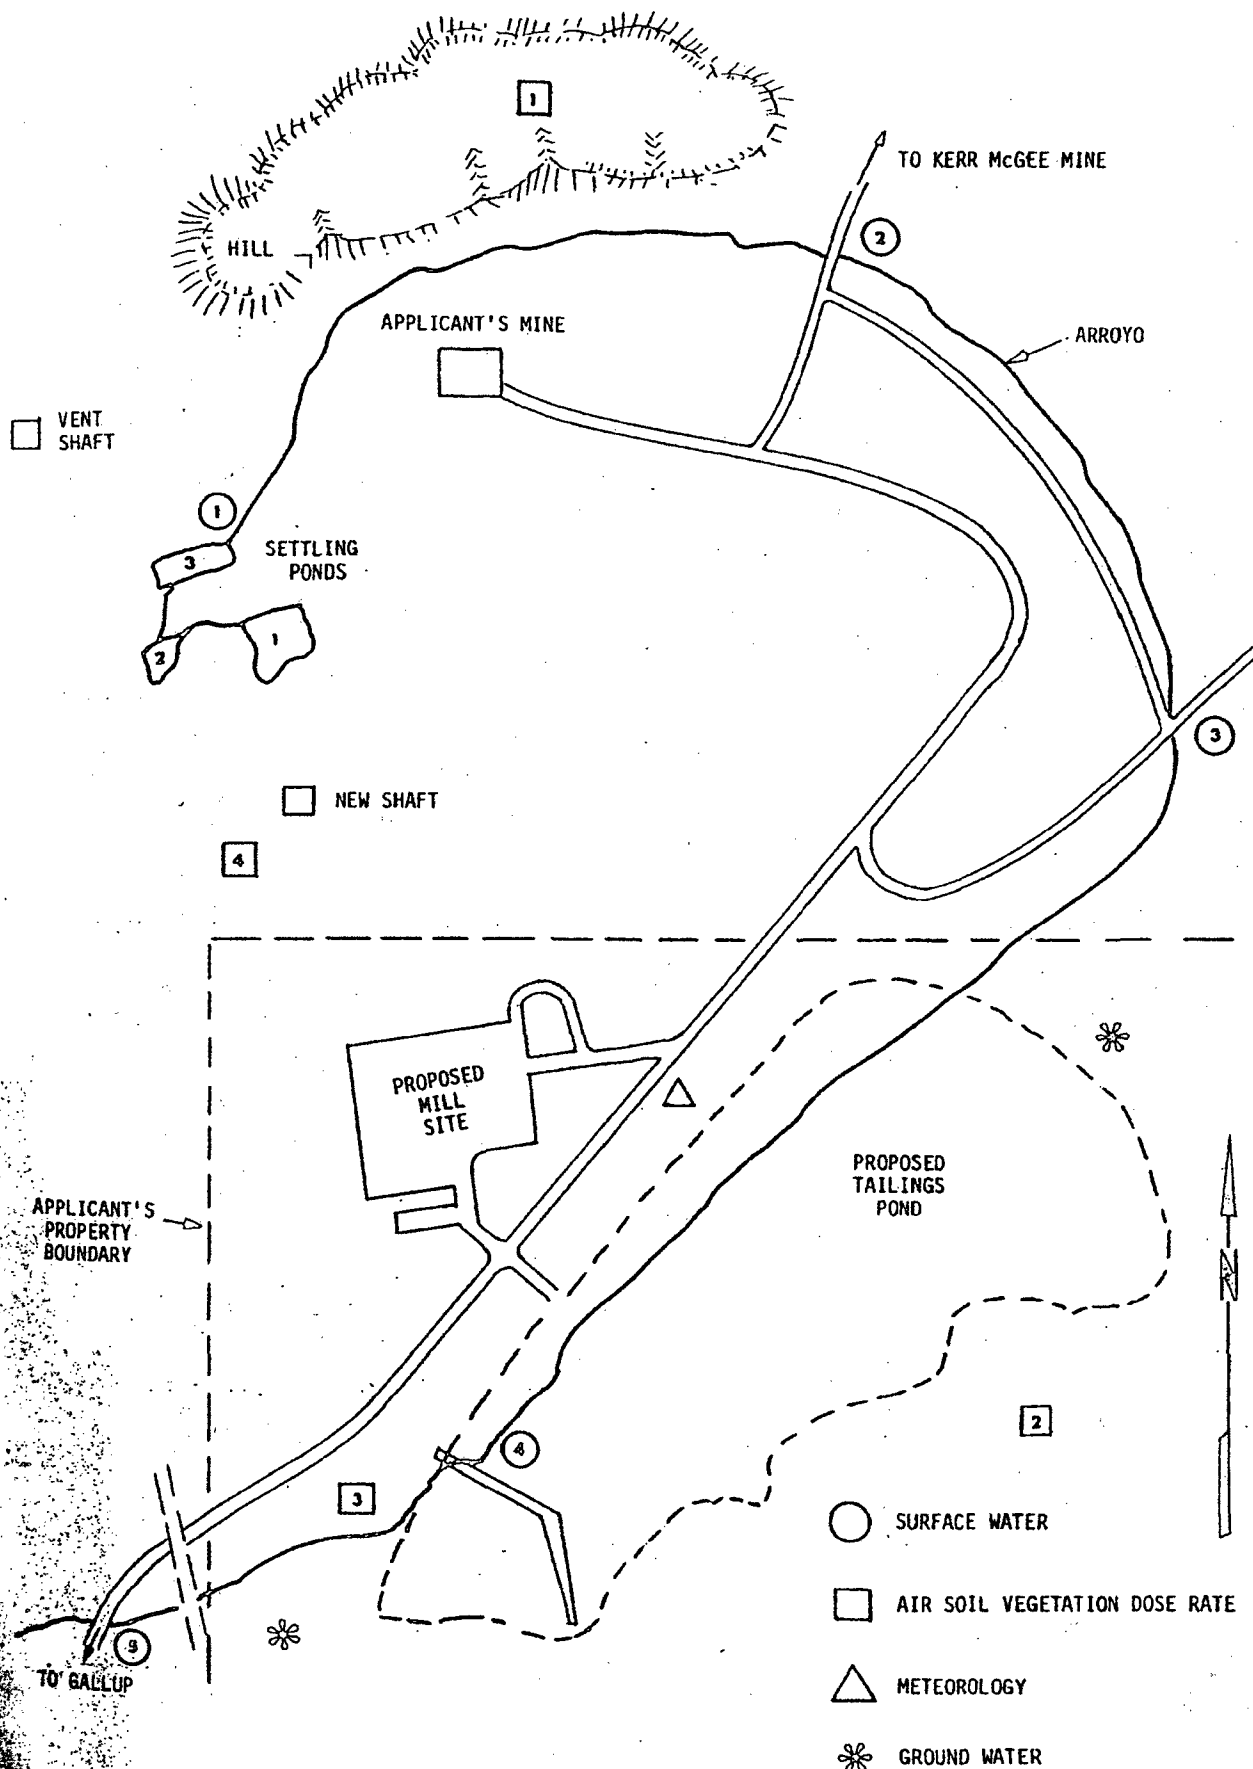 1
TO KERR McGEE MINE
2
HILL
APPLICANT'S MINE
ARROYO
VENT
SHAFT
1
SETTLING
PONDS
3
1
2
3
NEW SHAFT
4
PROPOSED
MILL
SITE
PROPOSED
TAILINGS
POND
APPLICANT'S
PROPERTY
BOUNDARY
N
2
4
3
SURFACE WATER
AIR SOIL VEGETATION DOSE RATE
5
TO GALLUP
METEOROLOGY
GROUND WATER